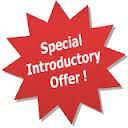 Special
Introductory
Offer !